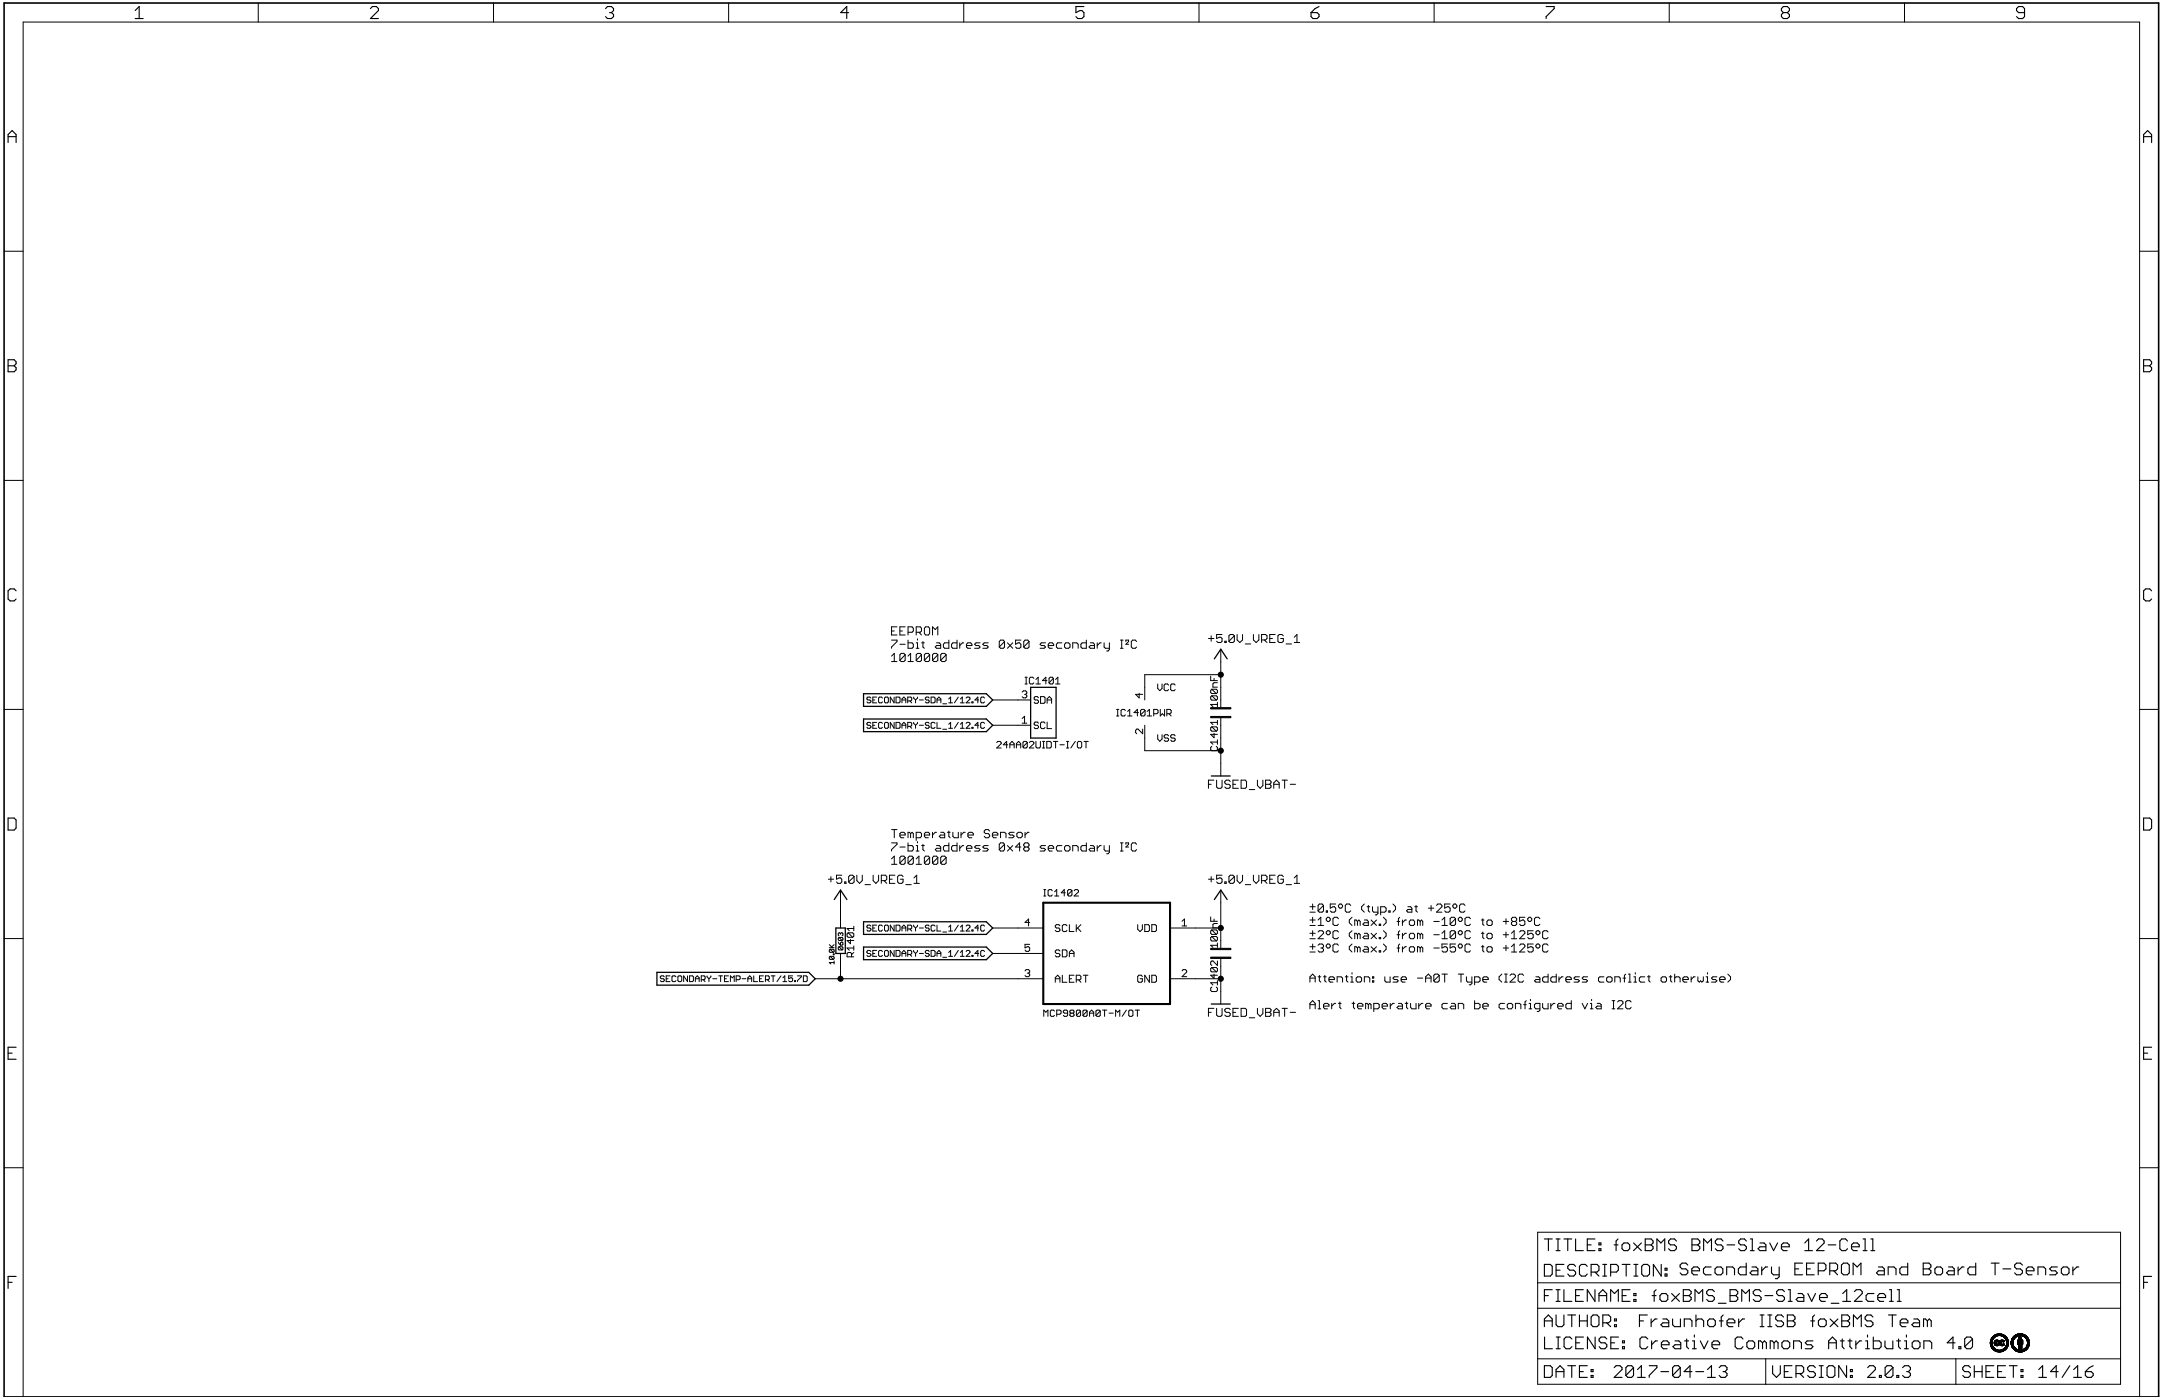 1 2 3 4 5 6 7 8 9
A A
B B
C C
D D
E E
F F
EEPROM
7-bit address 0x50 secondary I²C
1010000
IC1401
SECONDARY-SDA_1/12.4C 3 SDA
SECONDARY-SCL_1/12.4C 1 SCL
24AA02UIDT-I/OT
+5.0V_VREG_1
4 VCC
IC1401PWR
2 VSS
100nF
C1401
FUSED_VBAT-
Temperature Sensor
7-bit address 0x48 secondary I²C
1001000
+5.0V_VREG_1
10.0K
0603
R1401
IC1402
SECONDARY-SCL_1/12.4C 4 SCLK VDD 1
SECONDARY-SDA_1/12.4C 5 SDA
SECONDARY-TEMP-ALERT/15.7D 3 ALERT GND 2
MCP9800A0T-M/OT
+5.0V_VREG_1
100nF
C1402
FUSED_VBAT-
±0.5°C (typ.) at +25°C
±1°C (max.) from -10°C to +85°C
±2°C (max.) from -10°C to +125°C
±3°C (max.) from -55°C to +125°C
Attention: use -A0T Type (I2C address conflict otherwise)
Alert temperature can be configured via I2C
TITLE: foxBMS BMS-Slave 12-Cell
DESCRIPTION: Secondary EEPROM and Board T-Sensor
FILENAME: foxBMS_BMS-Slave_12cell
AUTHOR: Fraunhofer IISB foxBMS Team
LICENSE: Creative Commons Attribution 4.0 cc
DATE: 2017-04-13 VERSION: 2.0.3 SHEET: 14/16